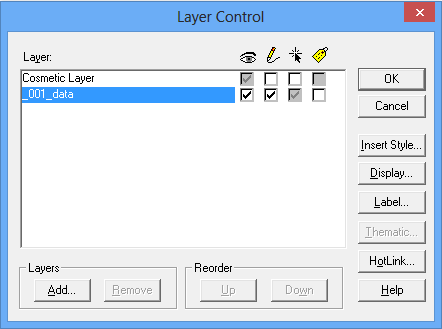 Layer Control
Layer:
Cosmetic Layer
_001_data
OK
Cancel
Insert Style...
Display...
Label...
Thematic...
HotLink...
Help
Layers
Add...
Remove
Reorder
Up
Down